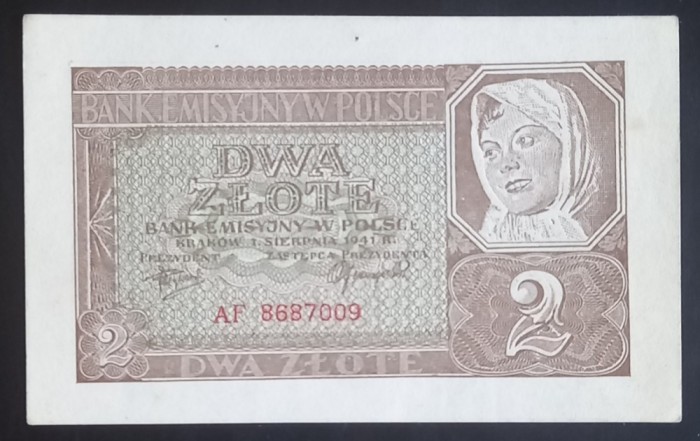 BANK EMISYJNY W POLSCE
DWA
ZŁOTE
BANK EMISYJNY W POLSCE
KRAKÓW 1. SIERPNIA 1941 R.
PREZYDENT ZASTĘPCA PREZYDENTA
AF 8687009
2
2
DWA ZŁOTE